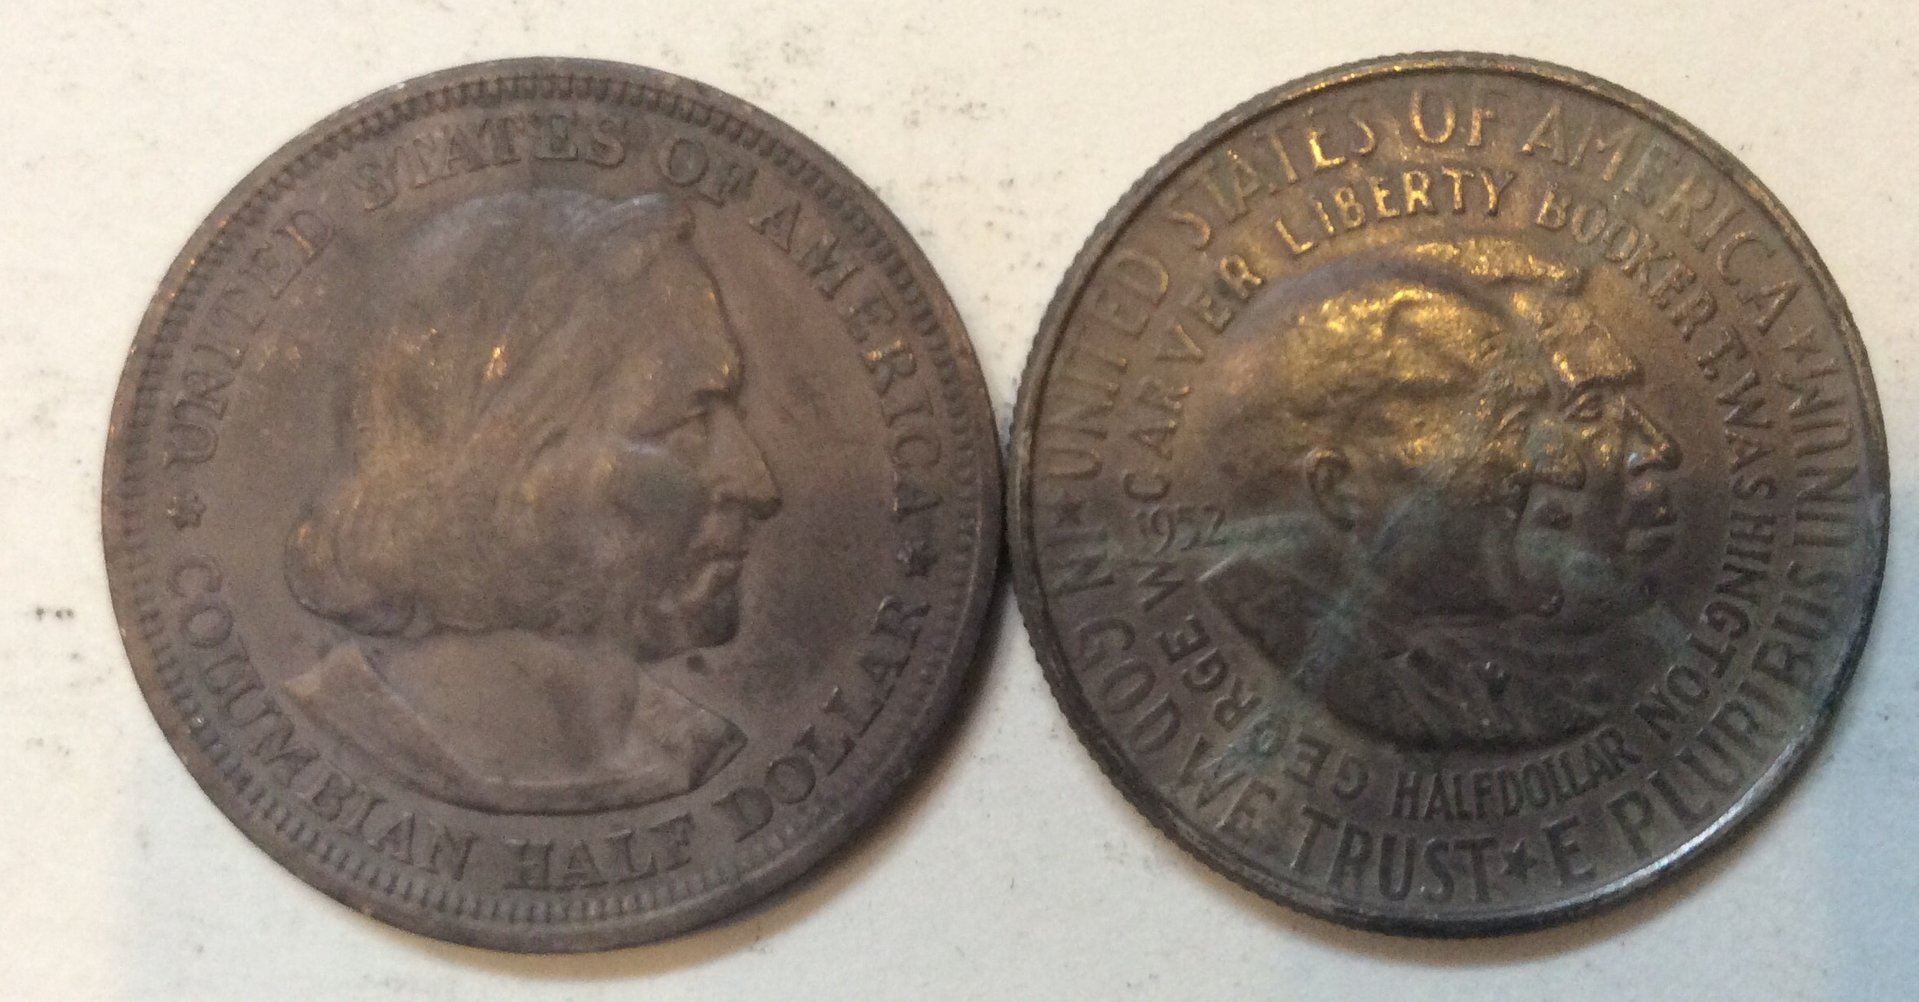 UNITED STATES OF AMERICA
COLUMBIAN HALF DOLLAR
UNITED STATES OF AMERICA
E PLURIBUS UNUM
IN GOD WE TRUST
GEORGE W. CARVER LIBERTY BOOKER T. WASHINGTON
HALF DOLLAR
1952